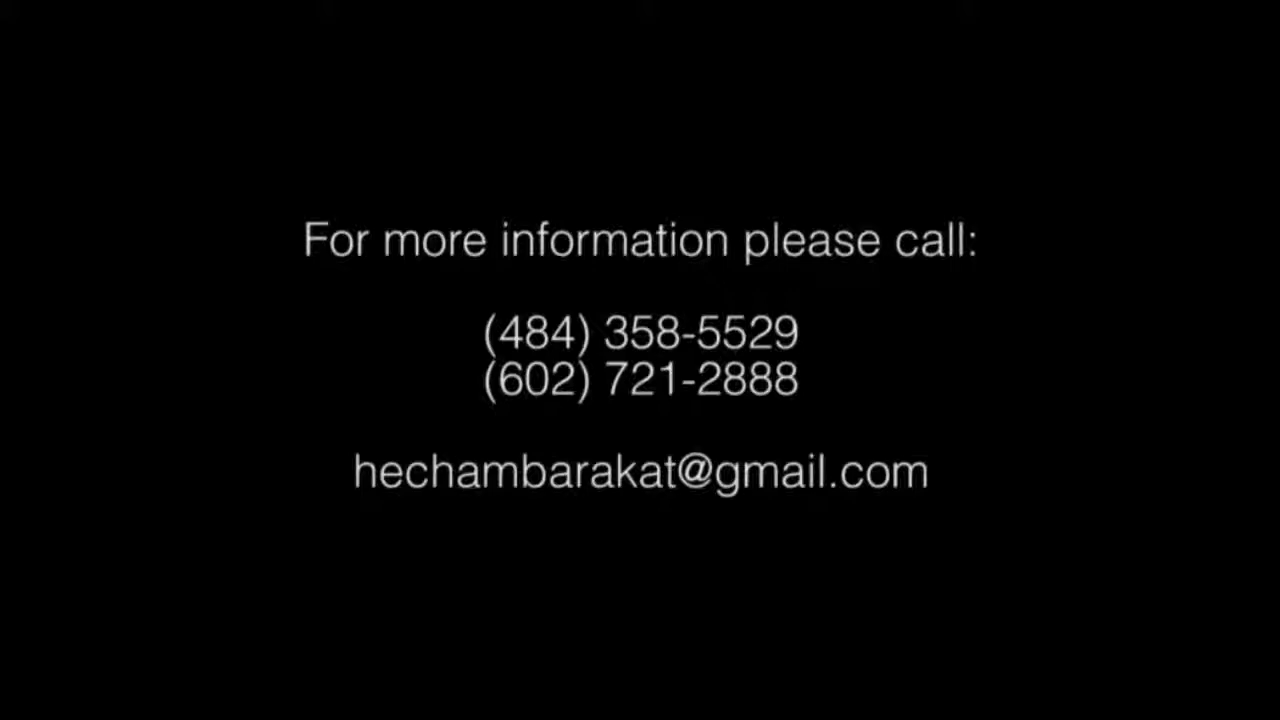 For more information please call:
(484) 358-5529
(602) 721-2888
hechambarakat@gmail.com